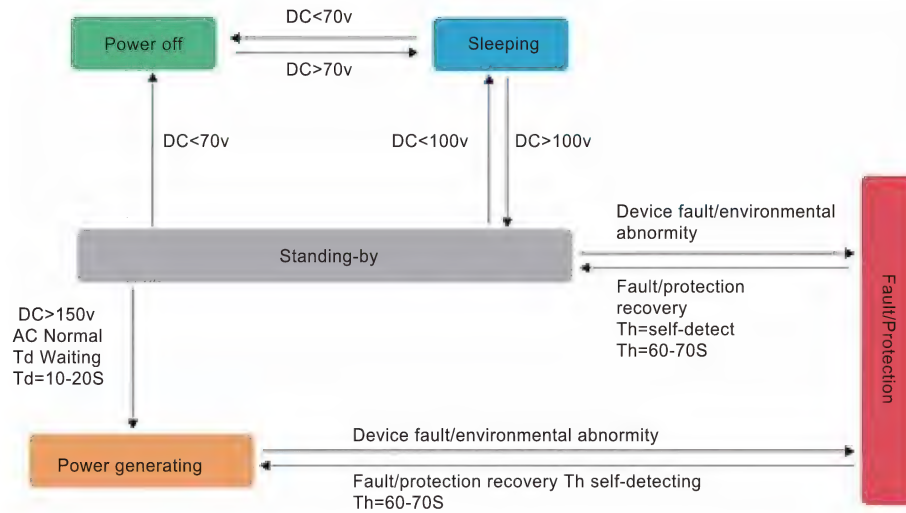 DC<70v
Power off
Sleeping
DC>70v
DC<70v
DC<100v
DC>100v
Device fault/environmental
abnormity
Standing-by
Fault/protection
recovery
Th=self-detect
Th=60-70S
Fault/Protection
DC>150v
AC Normal
Td Waiting
Td=10-20S
Device fault/environmental abnormity
Power generating
Fault/protection recovery Th self-detecting
Th=60-70S